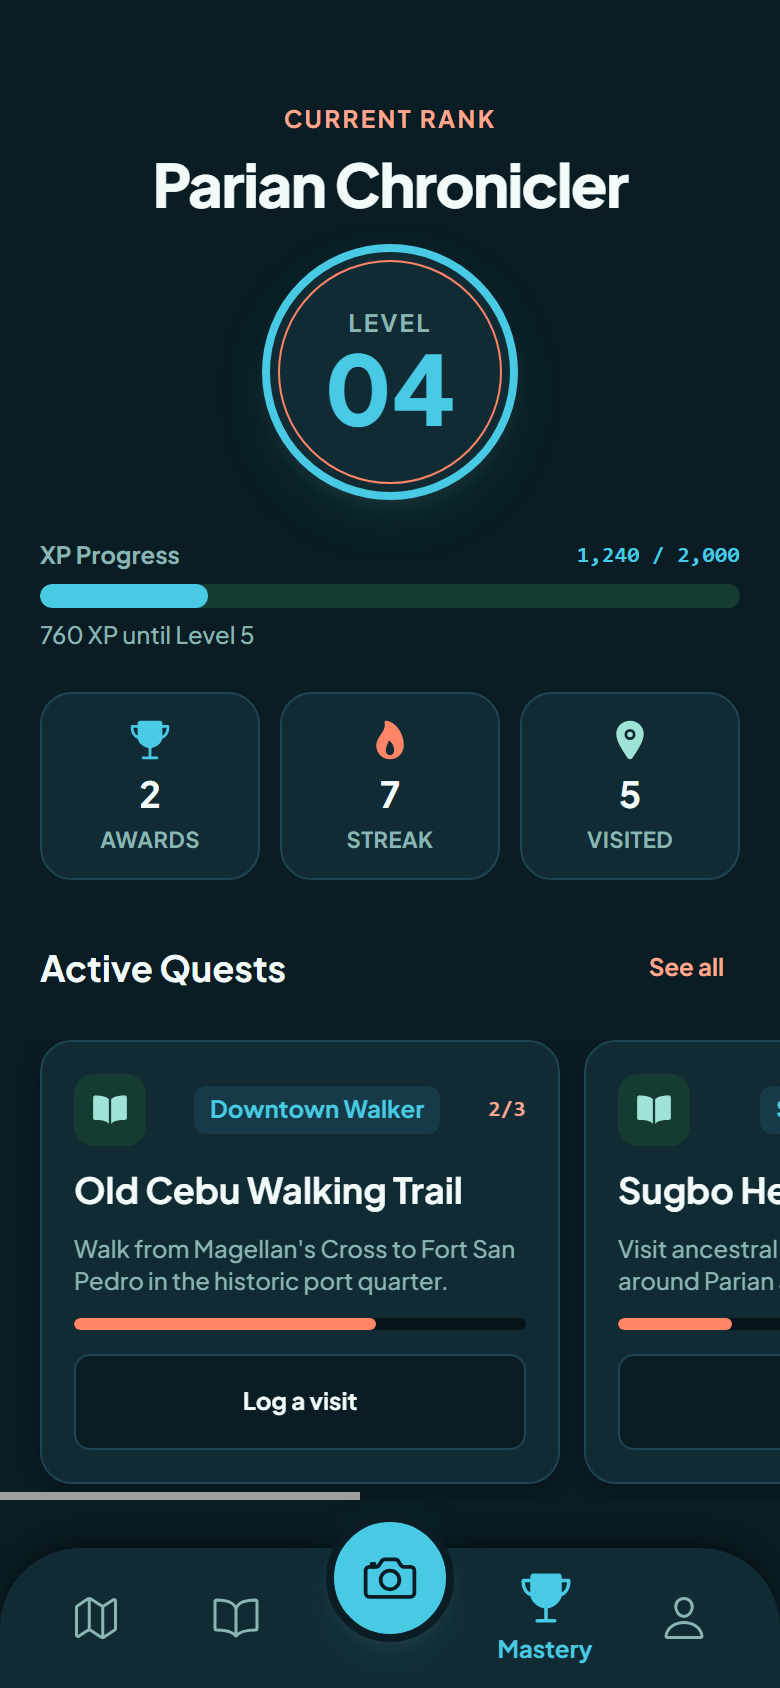 CURRENT RANK
Parian Chronicler
LEVEL
04
XP Progress
1,240 / 2,000
760 XP until Level 5
2
AWARDS
7
STREAK
5
VISITED
Active Quests
See all
Downtown Walker
2/3
Old Cebu Walking Trail
Walk from Magellan's Cross to Fort San
Pedro in the historic port quarter.
Log a visit
Sugbo
Visit ancestral
around Parian
Mastery